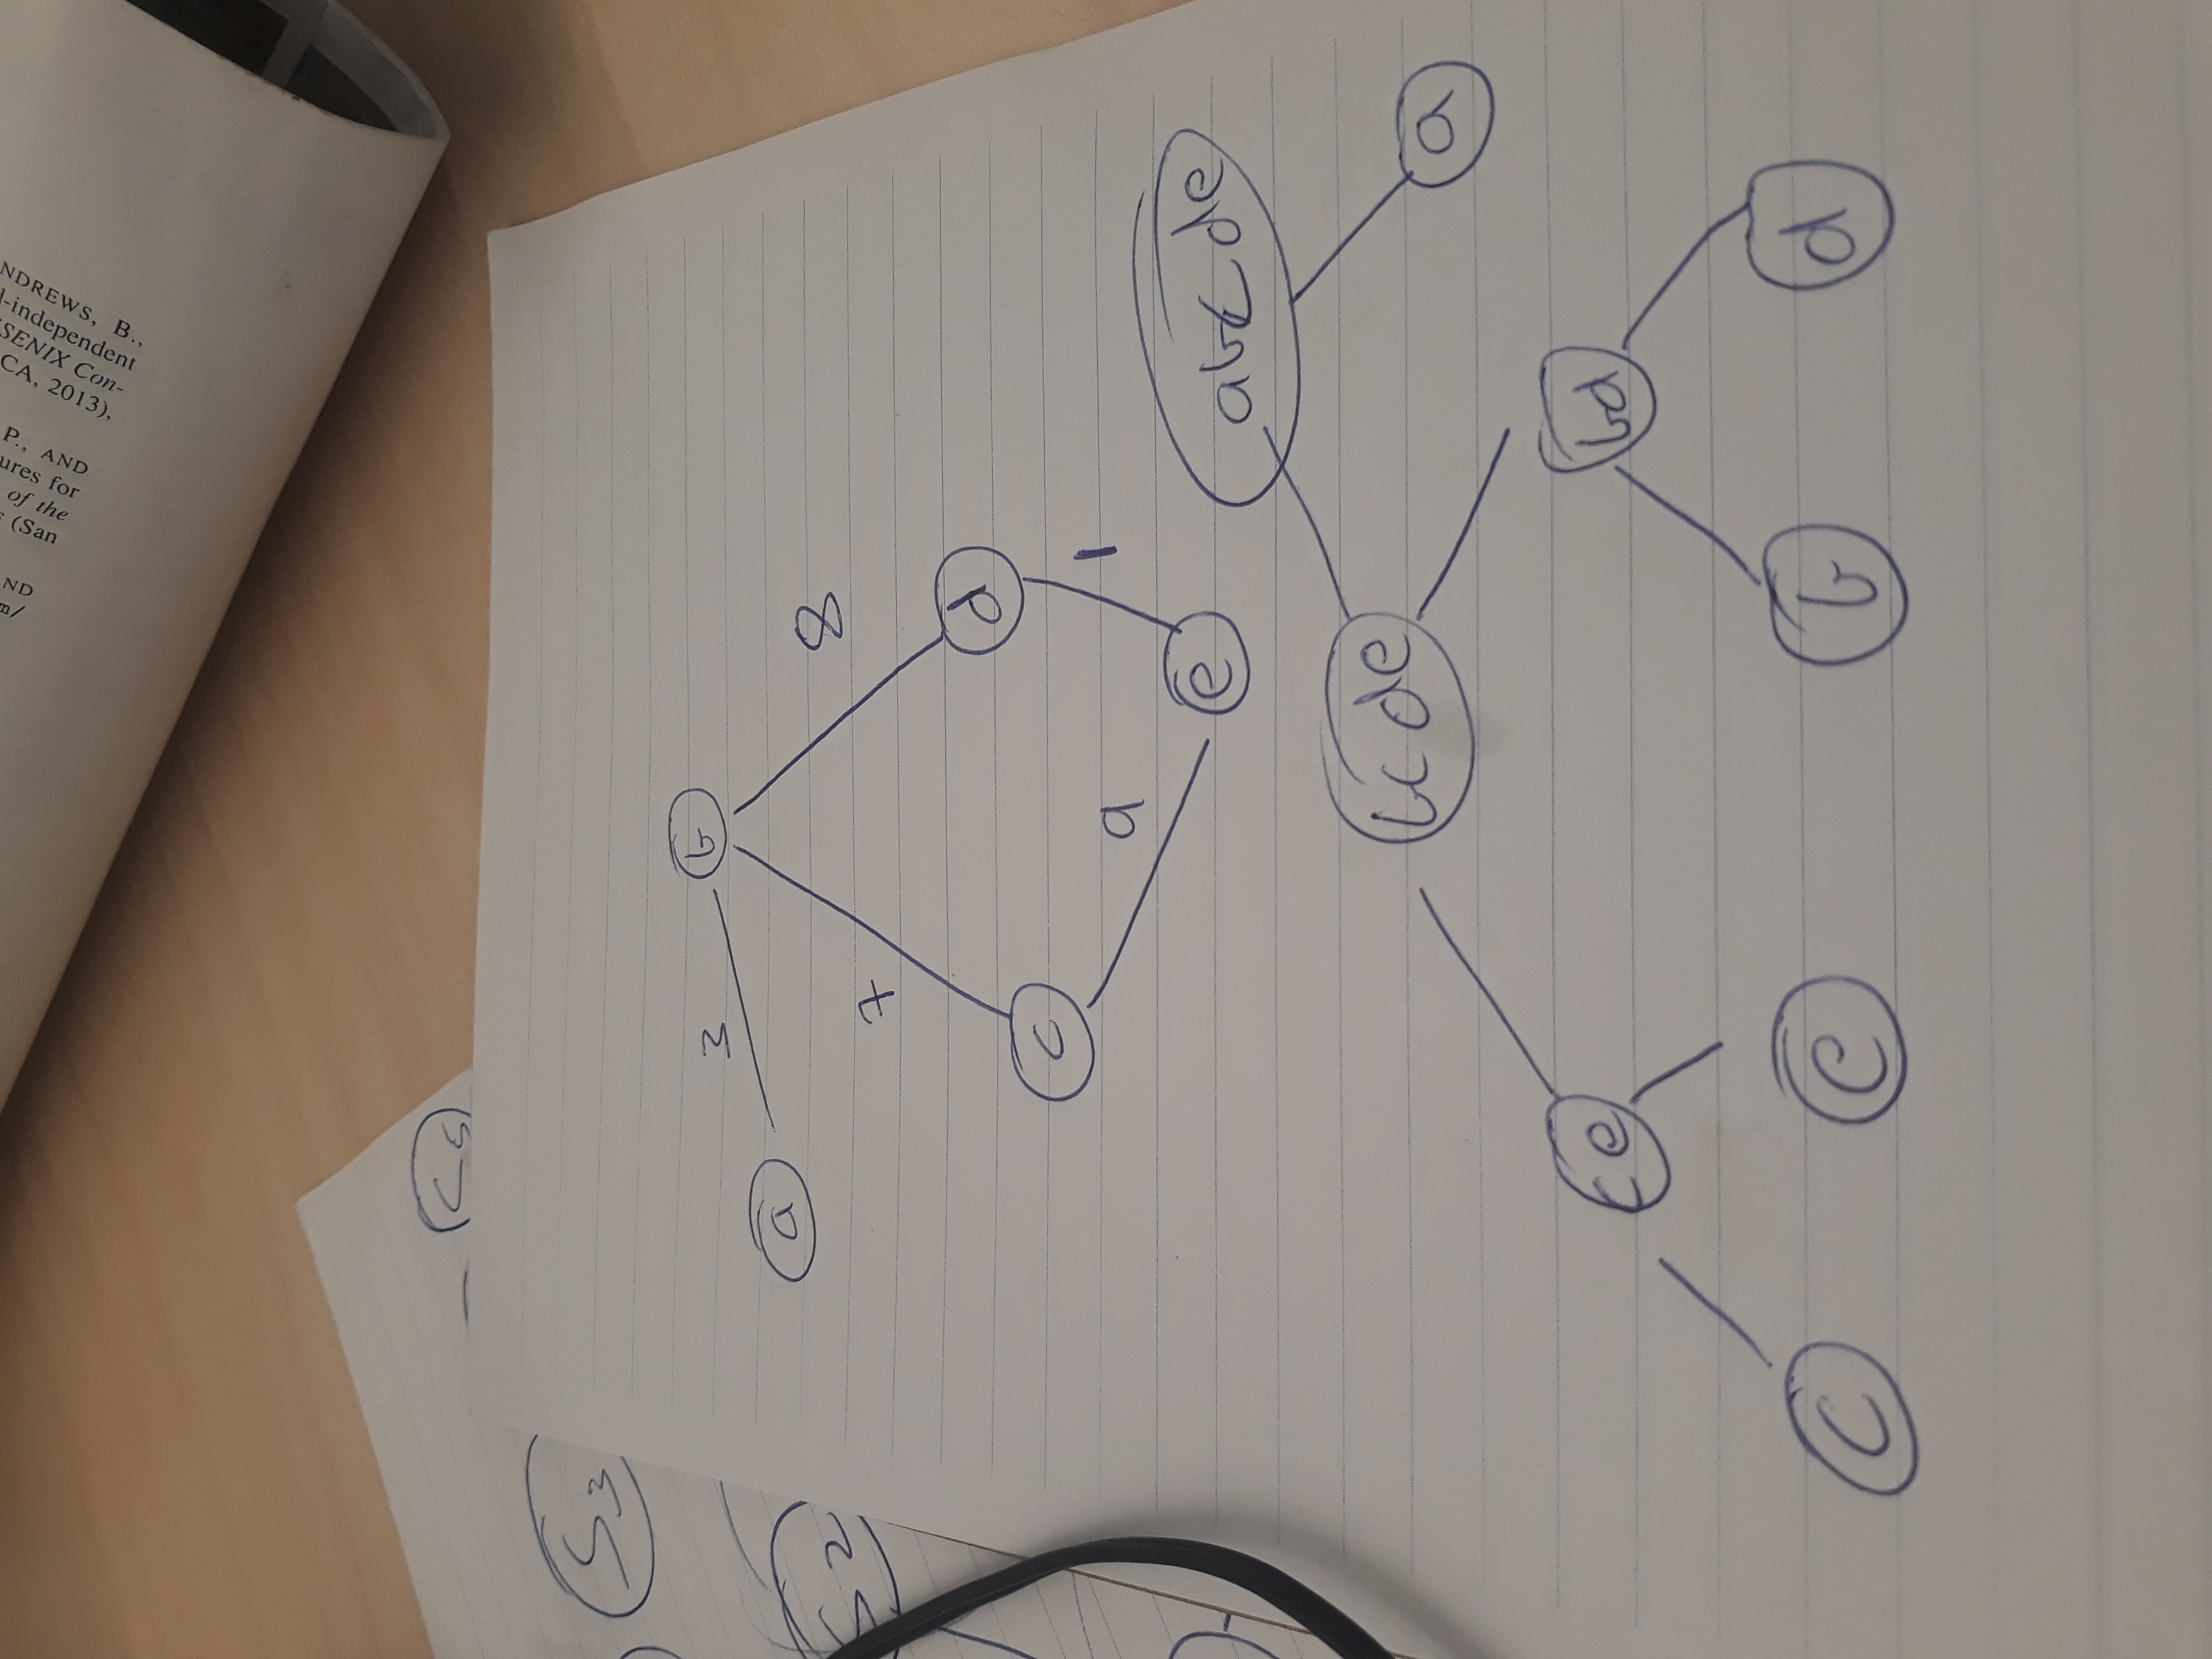 NDREWS, B.,
l-independent
SENIX Con-
CA, 2013),
P., AND
ures for
of the
(San
ND
m/
Cs
S3
S2
b
3
a
8
7
d
c
9
1
e
abcde
bcde
a
ce
bd
c
e
b
d